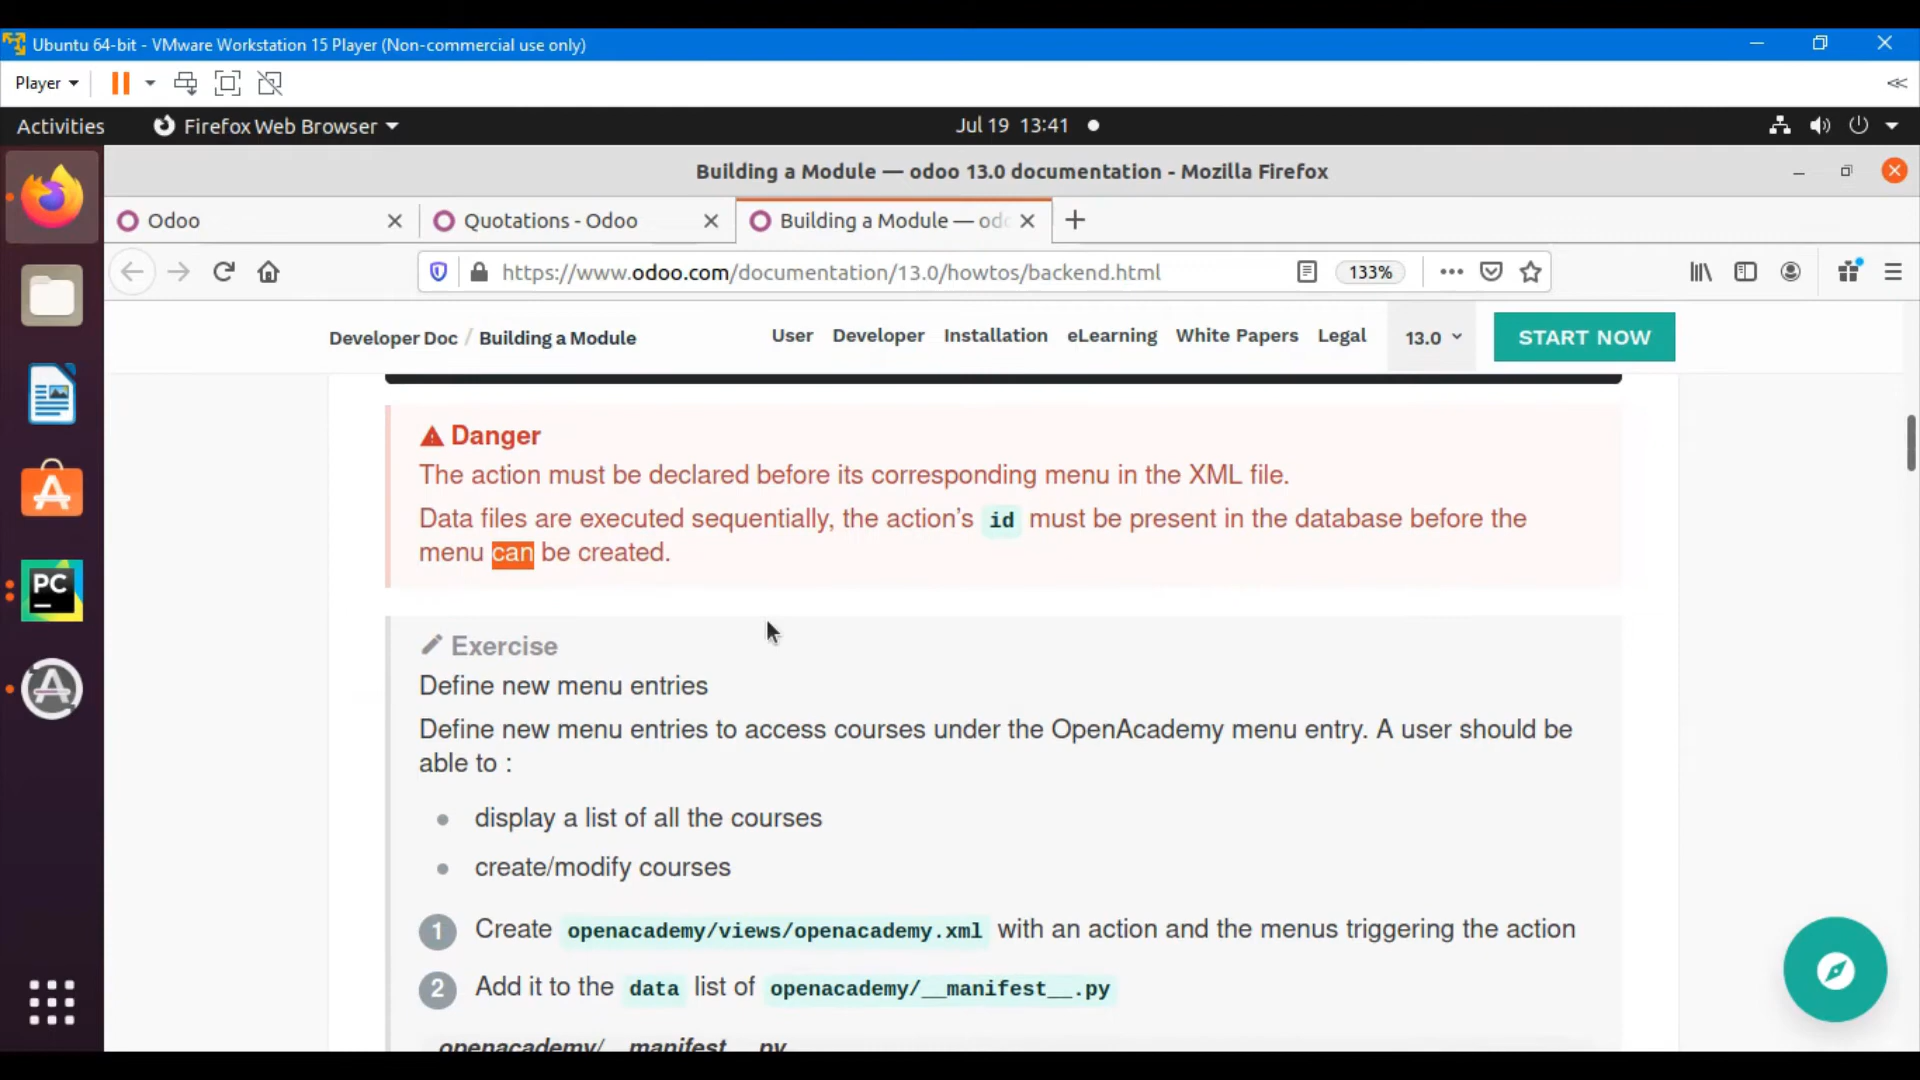 Ubuntu 64-bit - VMware Workstation 15 Player (Non-commercial use only)
Player
Activities
Firefox Web Browser
Jul 19 13:41
Building a Module — odoo 13.0 documentation - Mozilla Firefox
Odoo
Quotations - Odoo
Building a Module — odo
https://www.odoo.com/documentation/13.0/howtos/backend.html
133%
Developer Doc / Building a Module
User Developer Installation eLearning White Papers Legal
13.0
START NOW
Danger
The action must be declared before its corresponding menu in the XML file.
Data files are executed sequentially, the action’s id must be present in the database before the
menu can be created.
Exercise
Define new menu entries
Define new menu entries to access courses under the OpenAcademy menu entry. A user should be
able to :
display a list of all the courses
create/modify courses
1 Create openacademy/views/openacademy.xml with an action and the menus triggering the action
2 Add it to the data list of openacademy/__manifest__.py
openacademy/__manifest__.py
PC